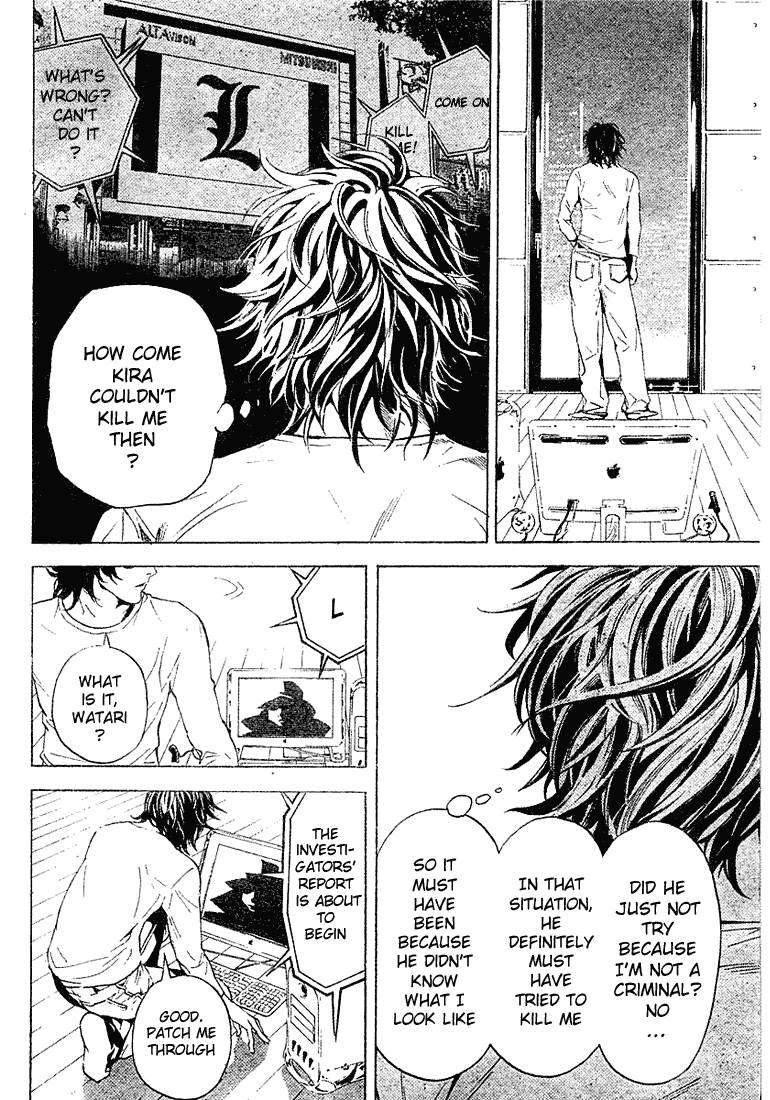 COME ON
KILL
ME!
WHAT'S
WRONG?
CAN'T
DO IT
?
L
HOW COME
KIRA
COULDN'T
KILL ME
THEN
?
DID HE
JUST NOT
TRY
BECAUSE
I'M NOT A
CRIMINAL?
NO
...
IN THAT
SITUATION,
HE
DEFINITELY
MUST
HAVE
TRIED TO
KILL ME
SO IT
MUST
HAVE
BEEN
BECAUSE
HE DIDN'T
KNOW
WHAT I
LOOK LIKE
L
WHAT
IS IT,
WATARI
?
THE
INVESTI-
GATORS'
REPORT
IS ABOUT
TO
BEGIN
GOOD.
PATCH ME
THROUGH